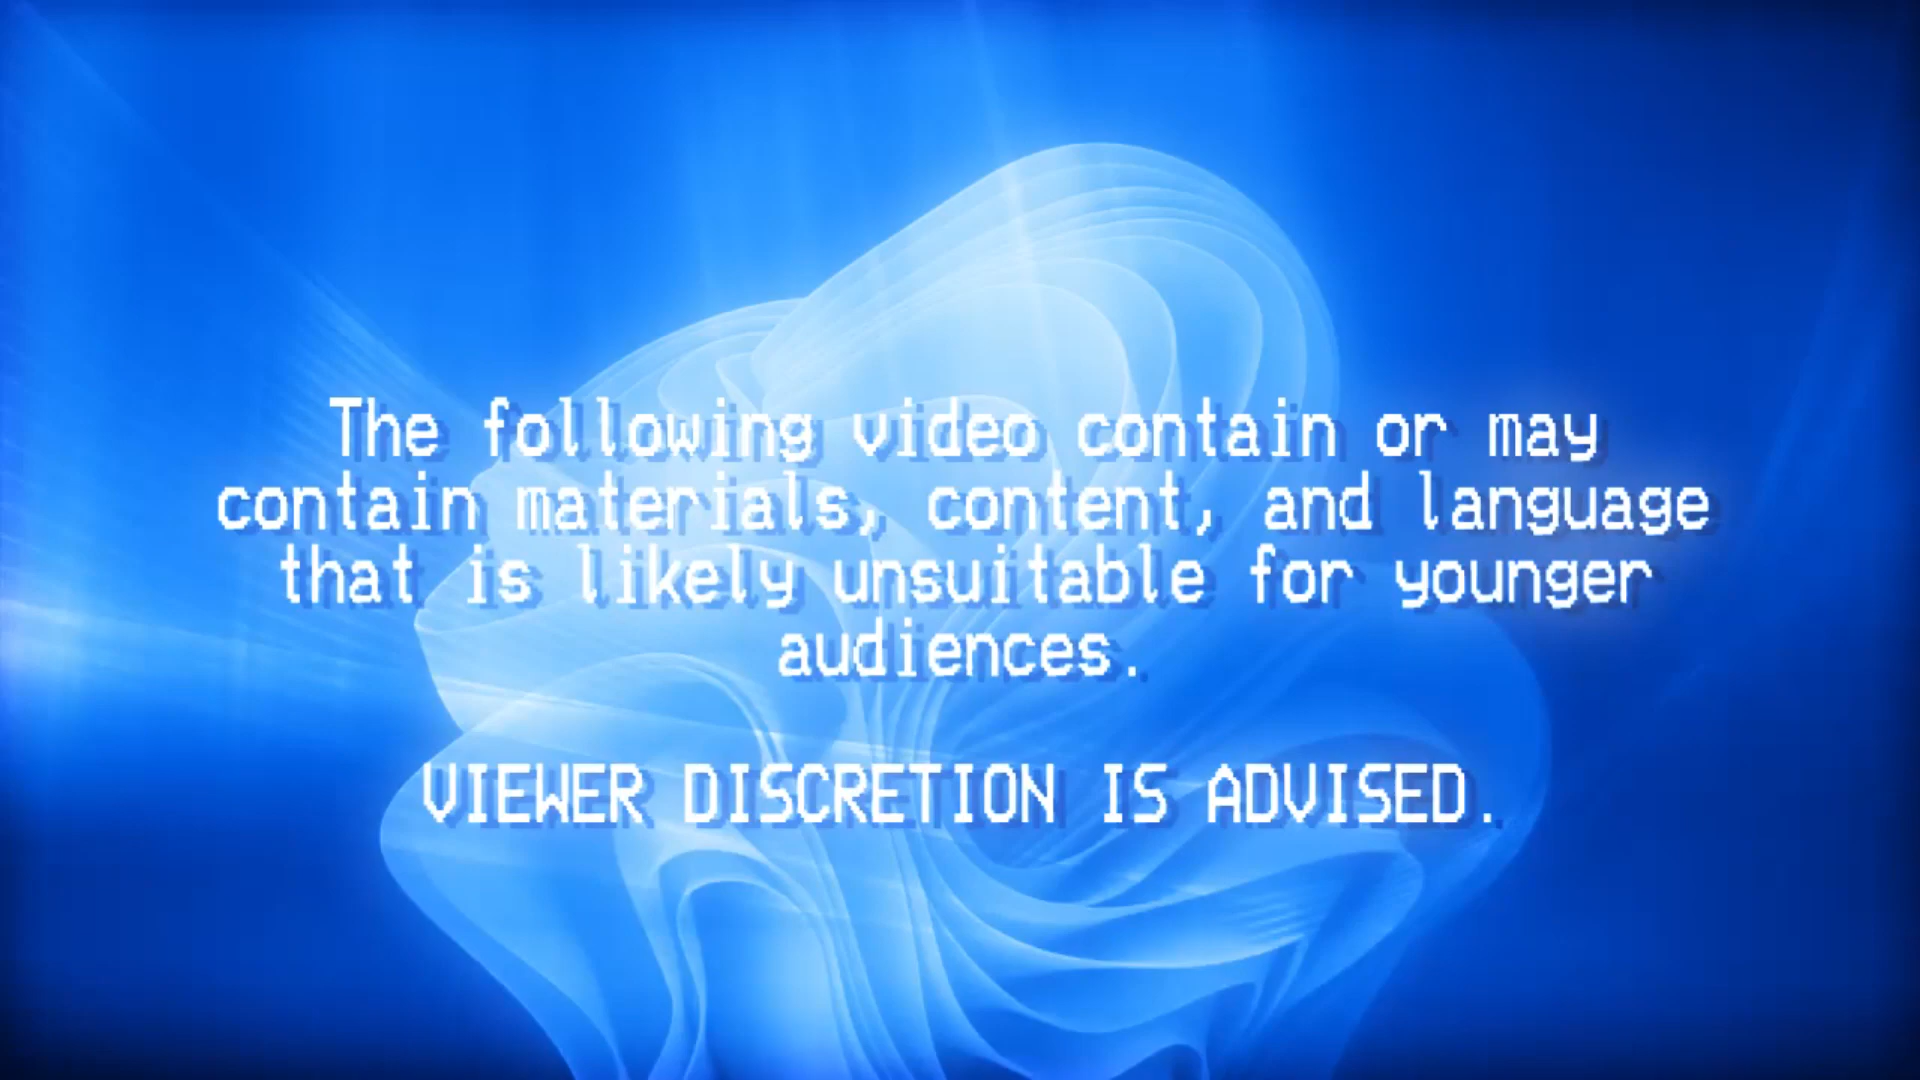 The following video contain or may
contain materials, content, and language
that is likely unsuitable for younger
audiences.
VIEWER DISCRETION IS ADVISED.